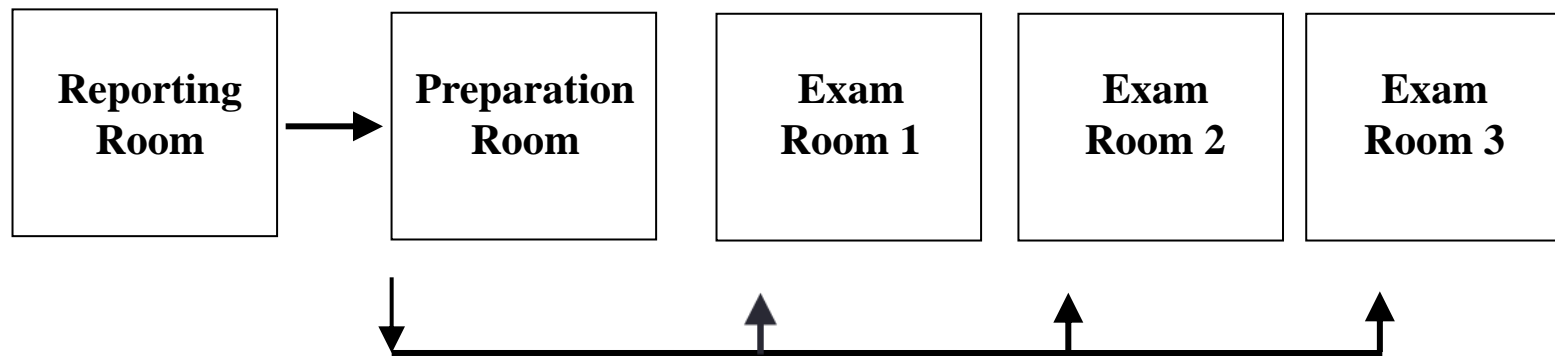 Reporting
Room
Preparation
Room
Exam
Room 1
Exam
Room 2
Exam
Room 3